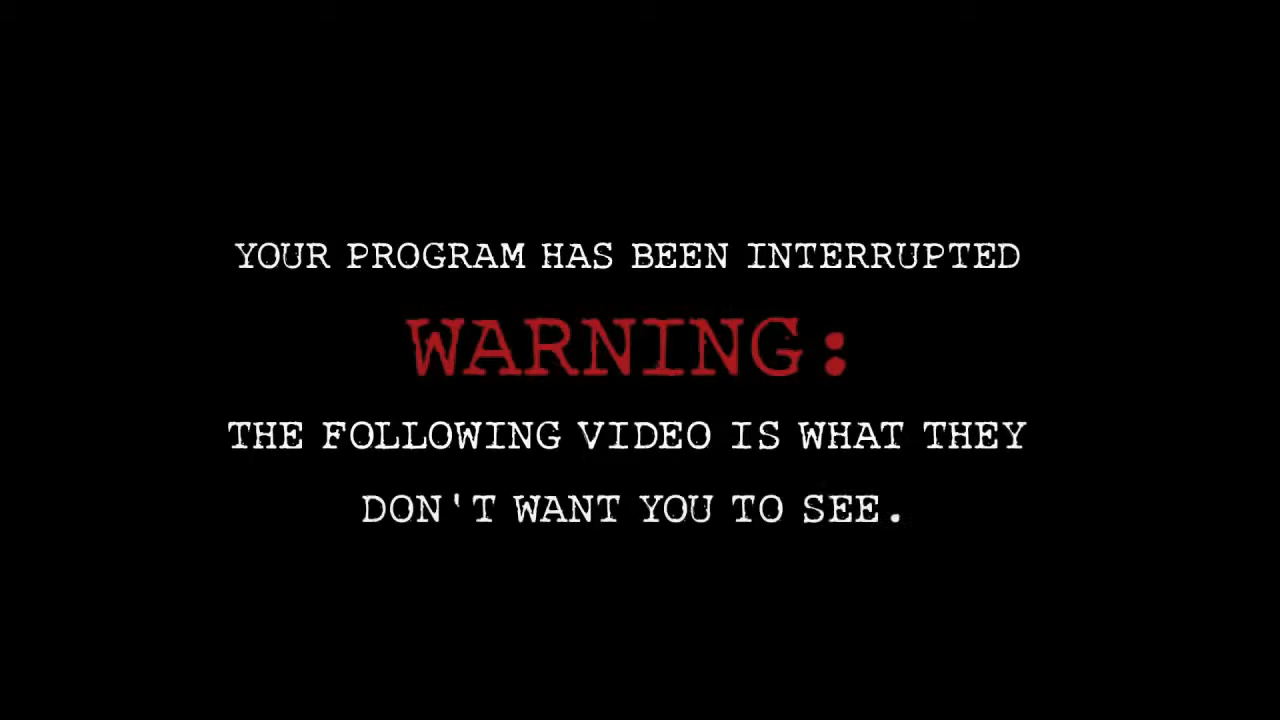 YOUR PROGRAM HAS BEEN INTERRUPTED
WARNING:
THE FOLLOWING VIDEO IS WHAT THEY
DON'T WANT YOU TO SEE.